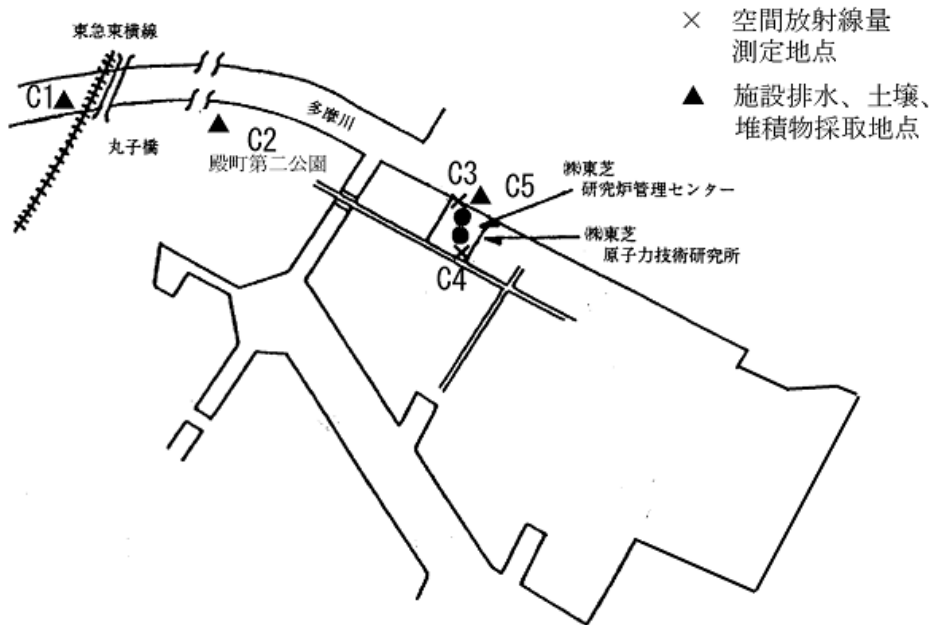 東急東横線
× 空間放射線量
測定地点
C1
▲ 施設排水、土壌、
堆積物採取地点
多摩川
丸子橋
C2
殿町第二公園
C3
C5
㈱東芝
研究炉管理センター
㈱東芝
原子力技術研究所
C4